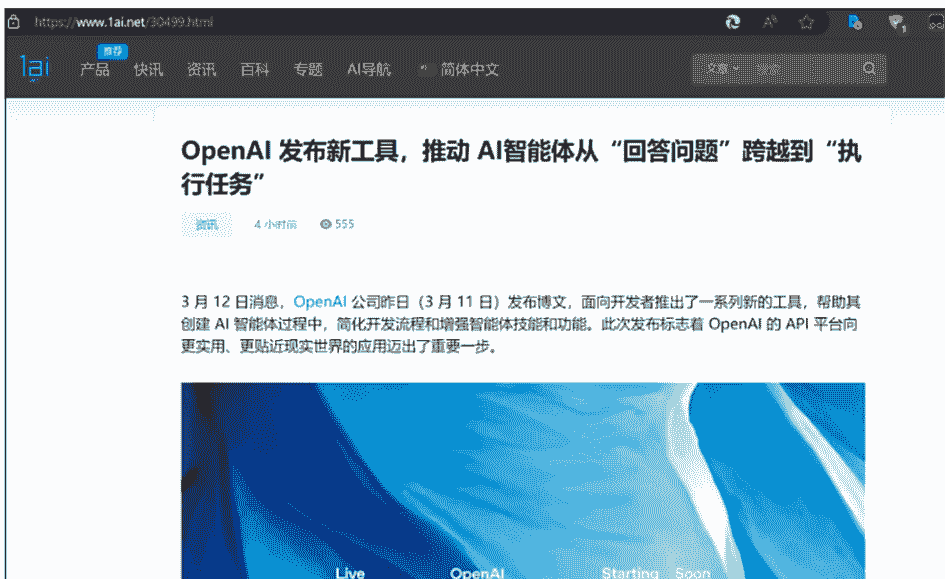 https://www.1ai.net/30499.html
1ai
推荐
产品 快讯 资讯 百科 专题 AI导航 简体中文 文章 搜索
OpenAI 发布新工具，推动 AI智能体从“回答问题”跨越到“执
行任务”
资讯 4 小时前 555
3 月 12 日消息，OpenAI 公司昨日（3 月 11 日）发布博文，面向开发者推出了一系列新的工具，帮助其
创建 AI 智能体过程中，简化开发流程和增强智能体技能和功能。此次发布标志着 OpenAI 的 API 平台向
更实用、更贴近现实世界的应用迈出了重要一步。
Live OpenAI Starting Soon